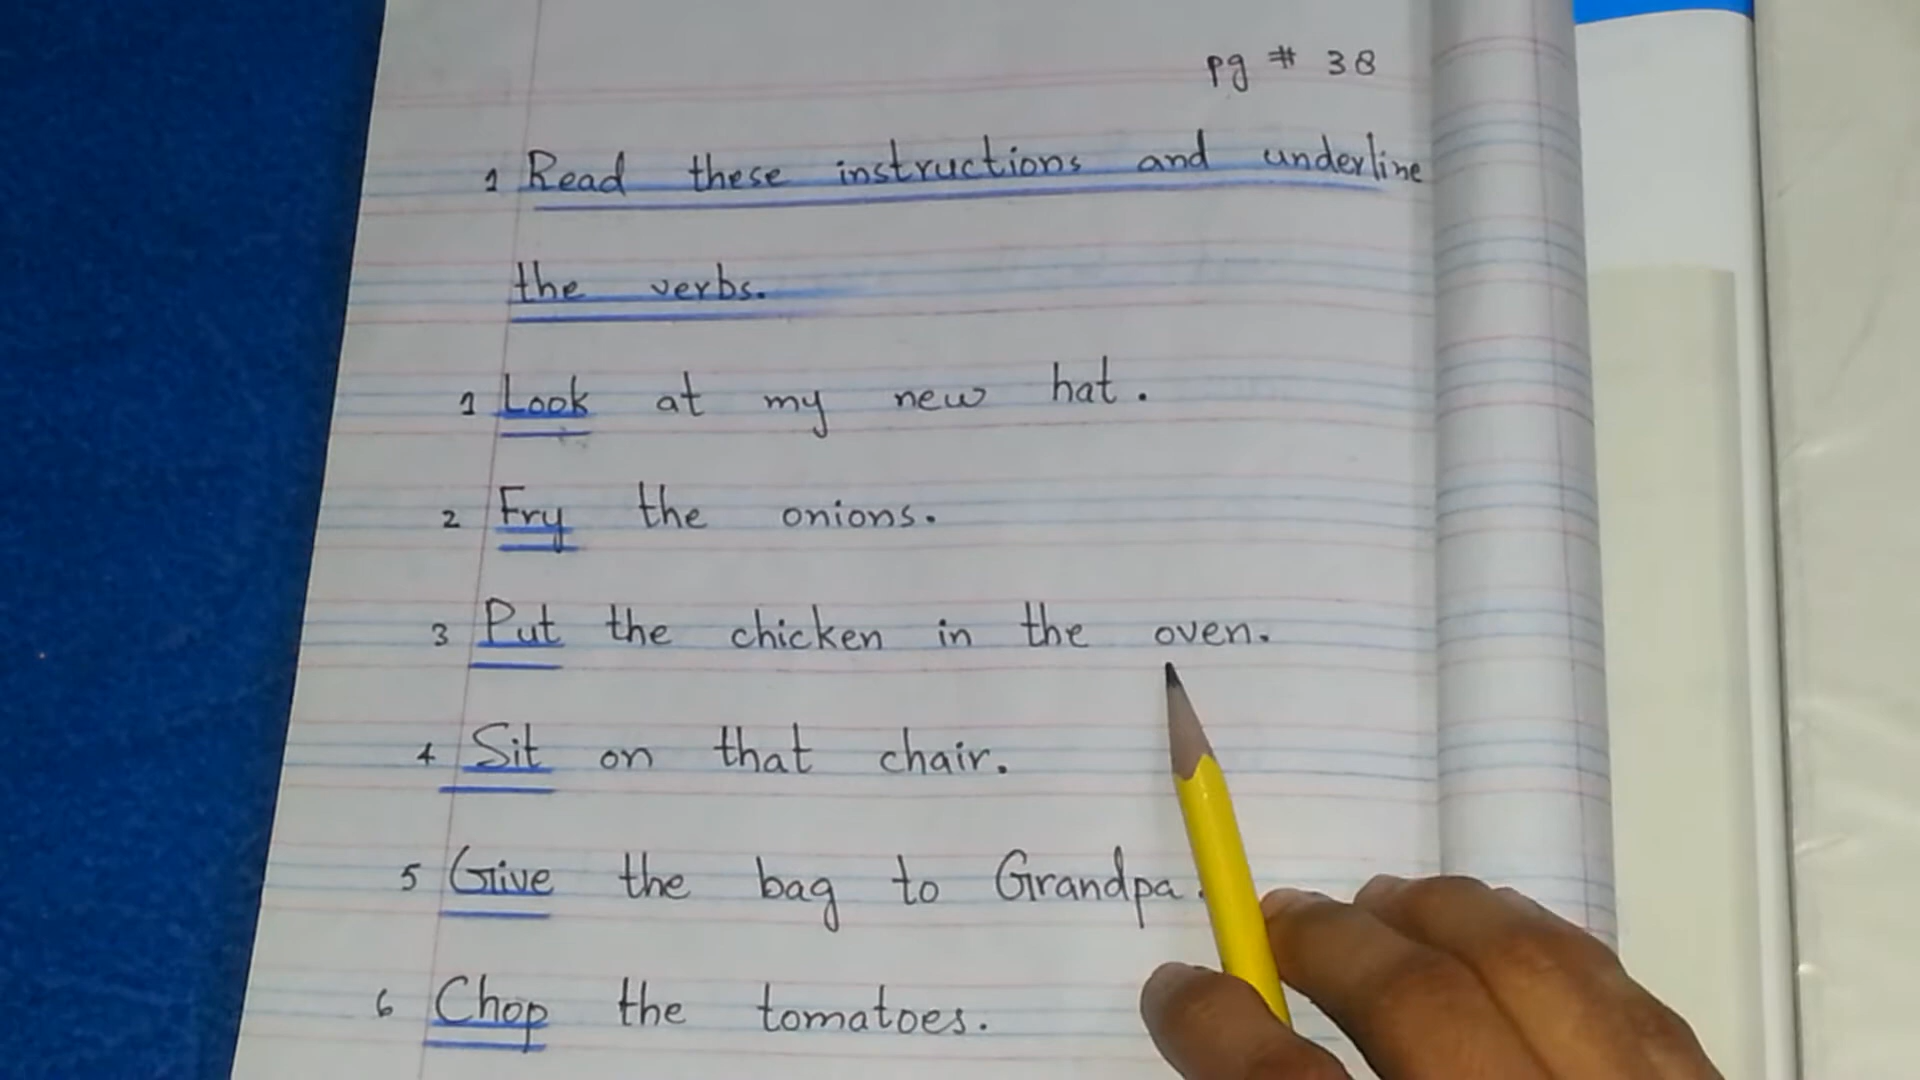 pg # 38
1 Read these instructions and underline
the verbs.
1 Look at my new hat.
2 Fry the onions.
3 Put the chicken in the oven.
4 Sit on that chair.
5 Give the bag to Grandpa.
6 Chop the tomatoes.